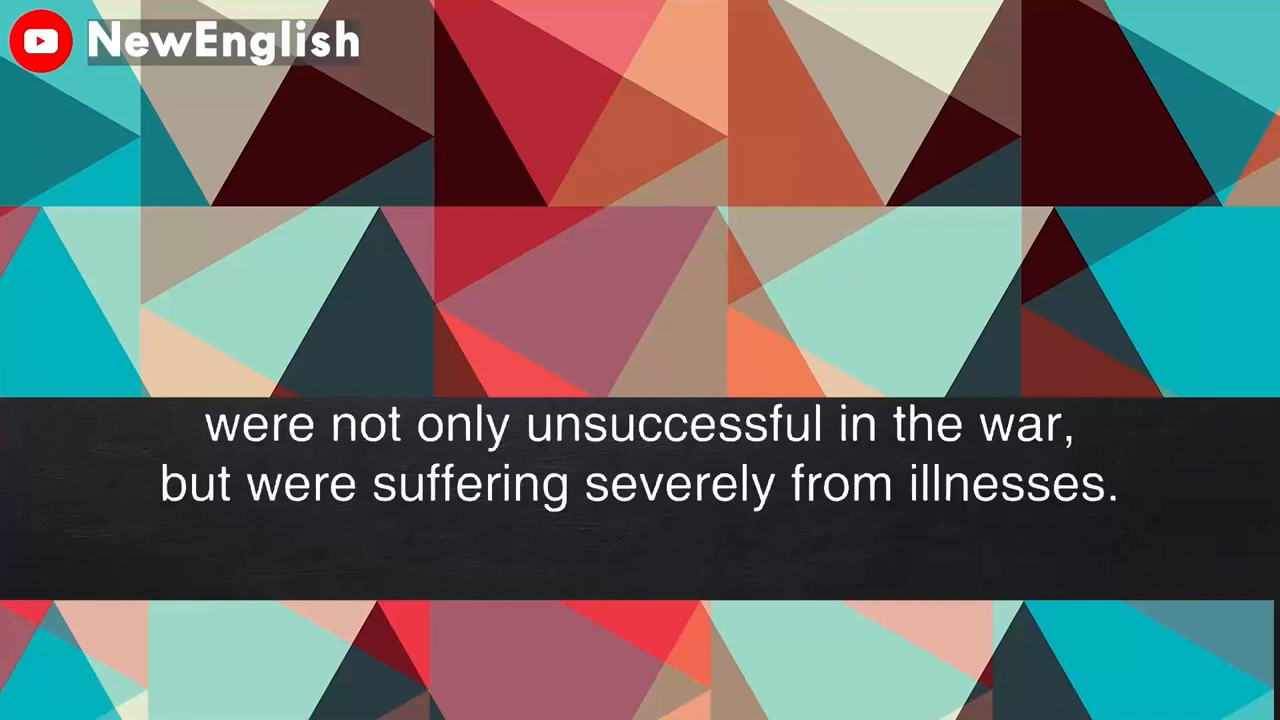 NewEnglish
were not only unsuccessful in the war,
but were suffering severely from illnesses.